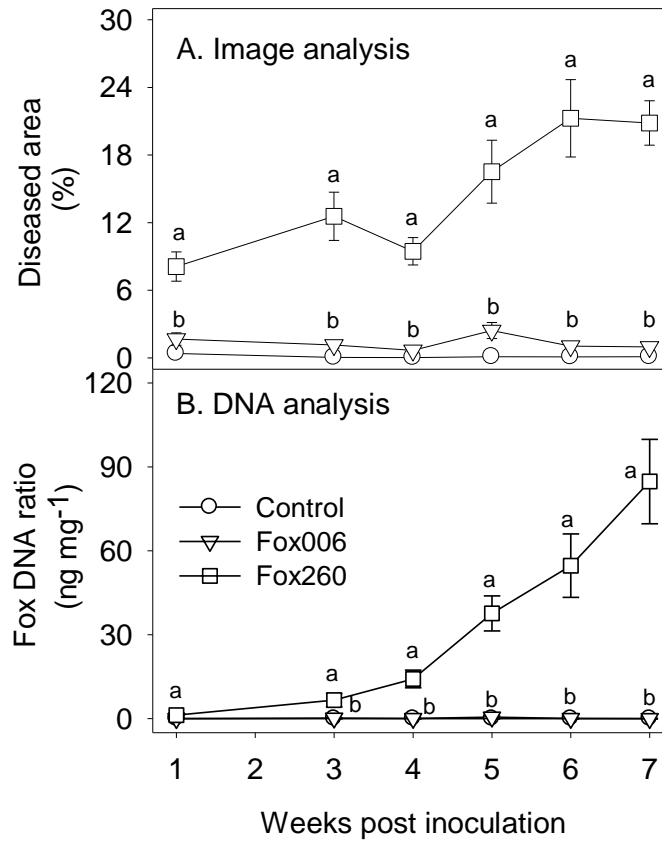 30
A. Image analysis
24
18
12
6
0
Diseased area
(%)
a
a
a
a
a
a
b
b
b
b
b
b
120
B. DNA analysis
90
60
30
0
Fox DNA ratio
(ng mg-1)
Control
Fox006
Fox260
a
a
a
a
a
a
b
b
b
b
b
1 2 3 4 5 6 7
Weeks post inoculation